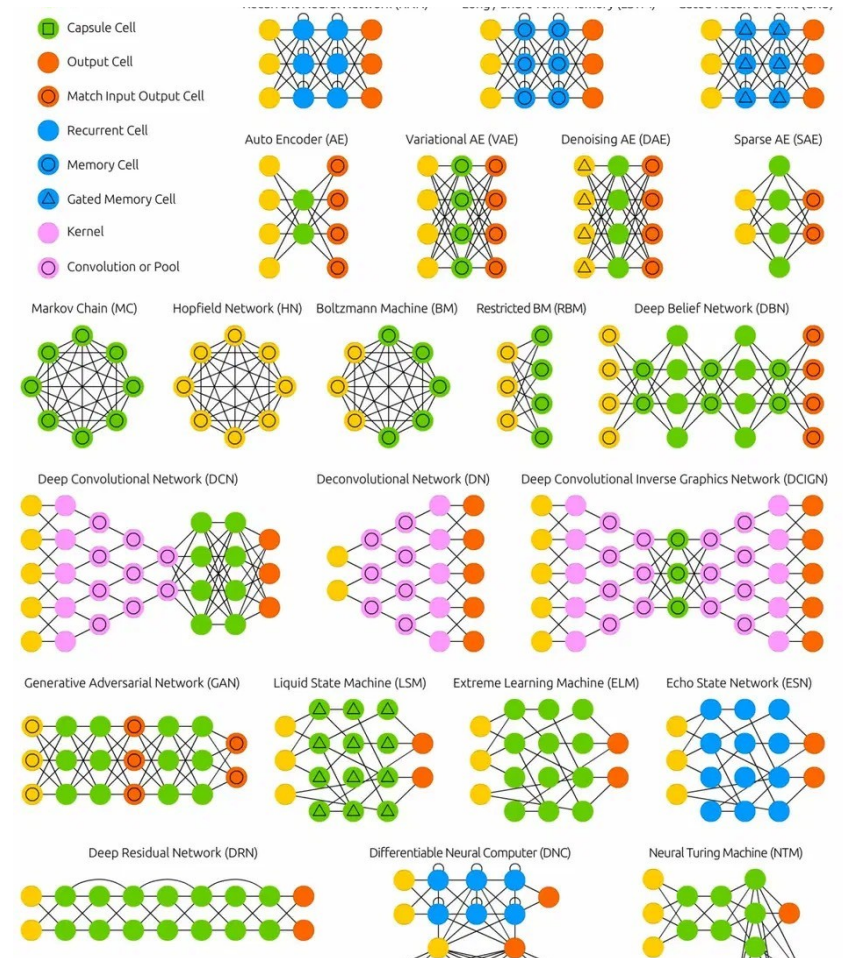 Capsule Cell
Output Cell
Match Input Output Cell
Recurrent Cell
Memory Cell
Gated Memory Cell
Kernel
Convolution or Pool
Auto Encoder (AE)
Variational AE (VAE)
Denoising AE (DAE)
Sparse AE (SAE)
Markov Chain (MC)
Hopfield Network (HN)
Boltzmann Machine (BM)
Restricted BM (RBM)
Deep Belief Network (DBN)
Deep Convolutional Network (DCN)
Deconvolutional Network (DN)
Deep Convolutional Inverse Graphics Network (DCIGN)
Generative Adversarial Network (GAN)
Liquid State Machine (LSM)
Extreme Learning Machine (ELM)
Echo State Network (ESN)
Deep Residual Network (DRN)
Differentiable Neural Computer (DNC)
Neural Turing Machine (NTM)